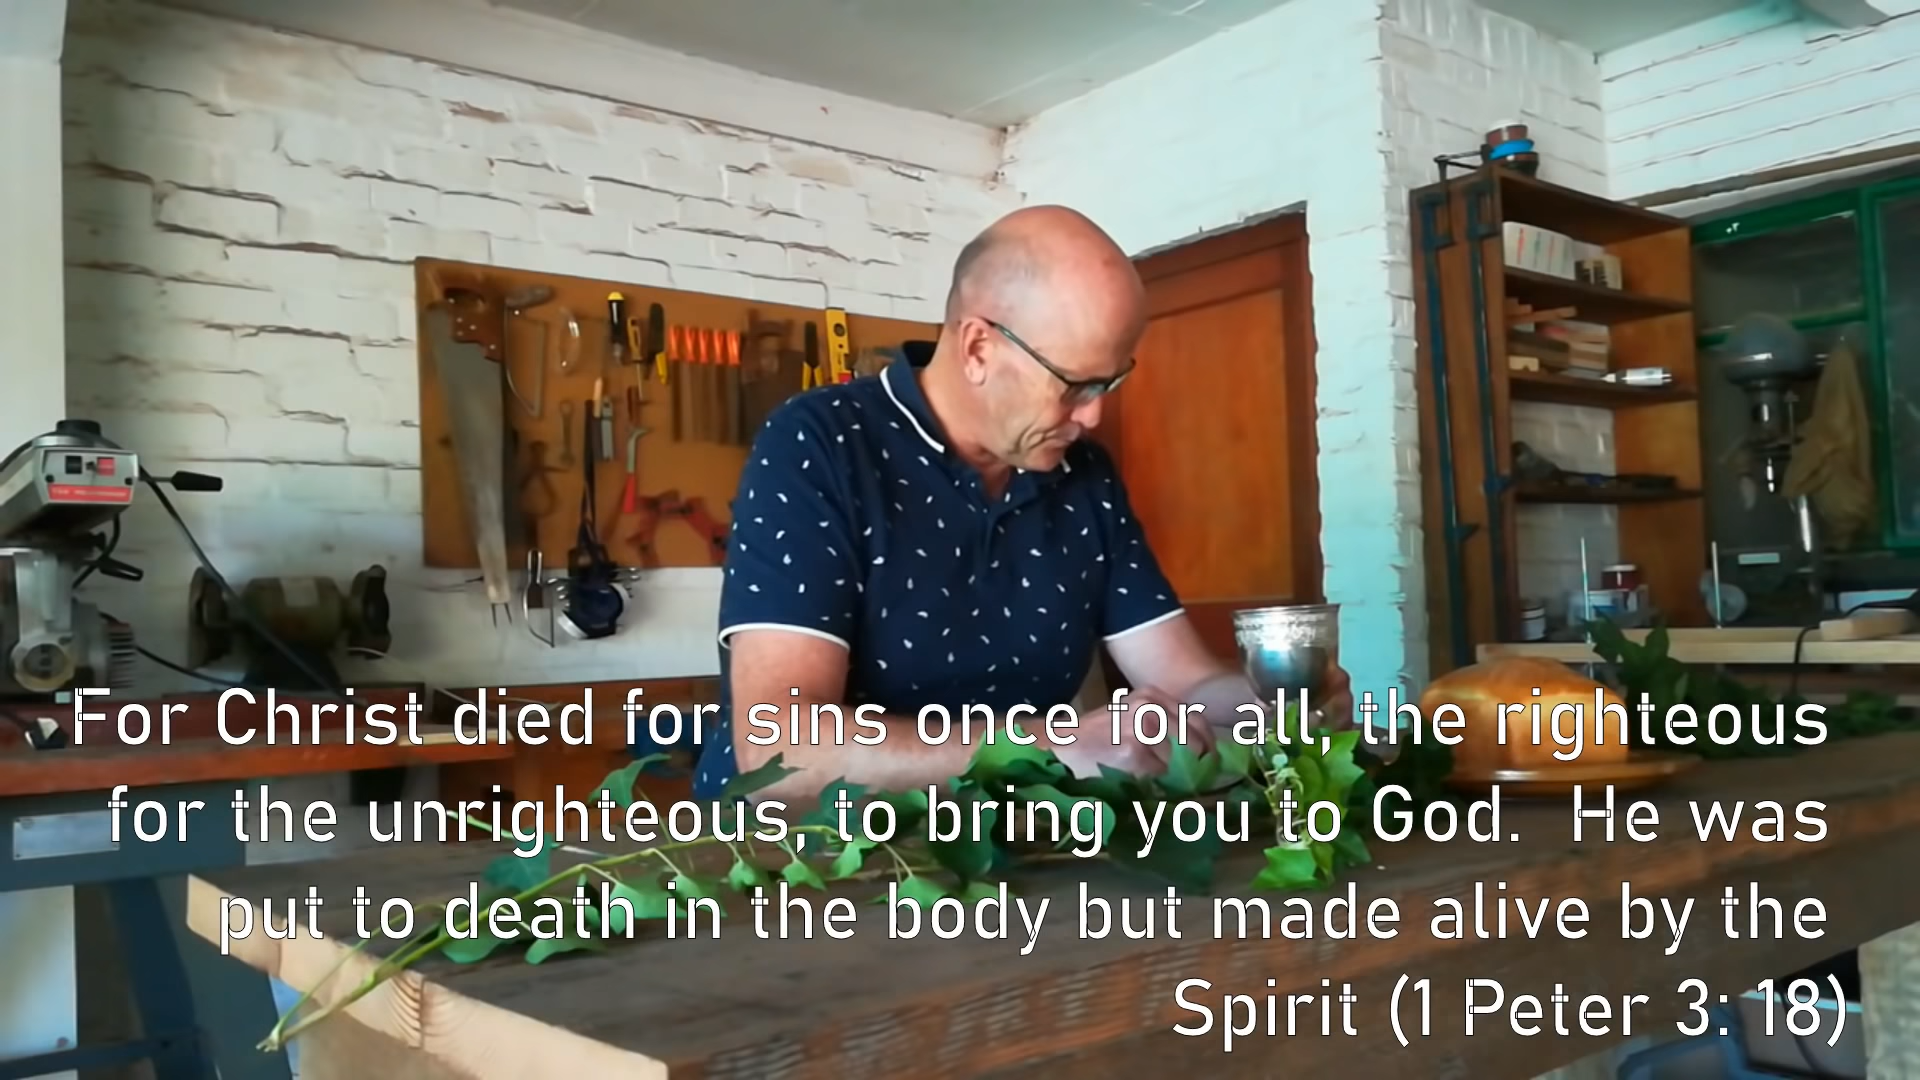 For Christ died for sins once for all, the righteous
for the unrighteous, to bring you to God.  He was
put to death in the body but made alive by the
Spirit (1 Peter 3: 18)